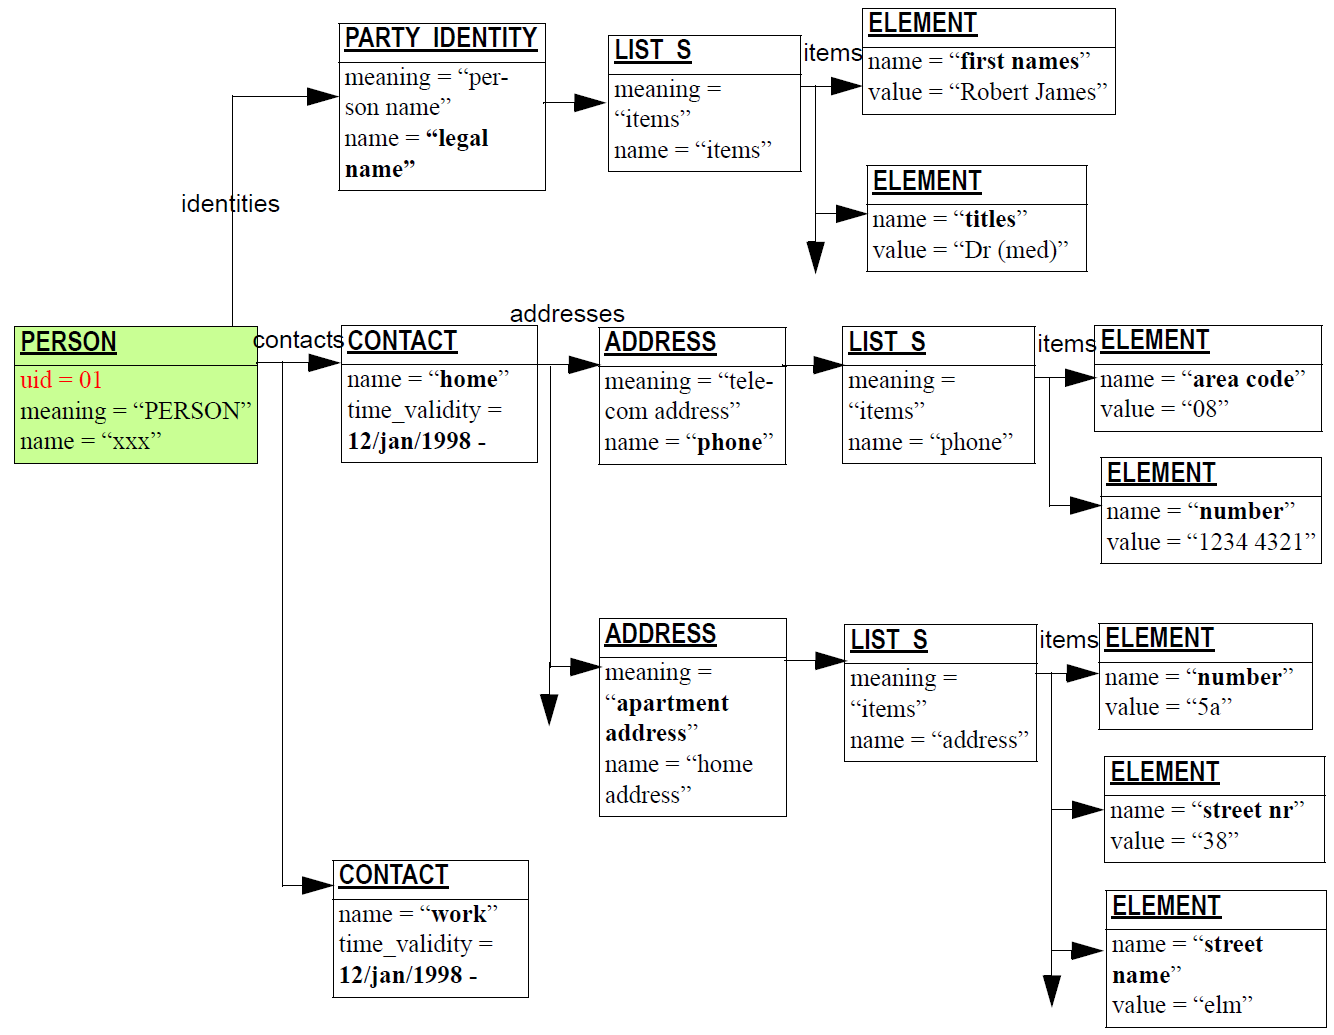 PARTY_IDENTITY
meaning = “per-
son name”
name = “legal
name”
LIST_S
meaning =
“items”
name = “items”
items
ELEMENT
name = “first names”
value = “Robert James”
ELEMENT
name = “titles”
value = “Dr (med)”
identities
PERSON
uid = 01
meaning = “PERSON”
name = “xxx”
contacts
CONTACT
name = “home”
time_validity =
12/jan/1998 -
addresses
ADDRESS
meaning = “tele-
com address”
name = “phone”
LIST_S
meaning =
“items”
name = “phone”
items
ELEMENT
name = “area code”
value = “08”
ELEMENT
name = “number”
value = “1234 4321”
ADDRESS
meaning =
“apartment
address”
name = “home
address”
LIST_S
meaning =
“items”
name = “address”
items
ELEMENT
name = “number”
value = “5a”
ELEMENT
name = “street nr”
value = “38”
CONTACT
name = “work”
time_validity =
12/jan/1998 -
ELEMENT
name = “street
name”
value = “elm”